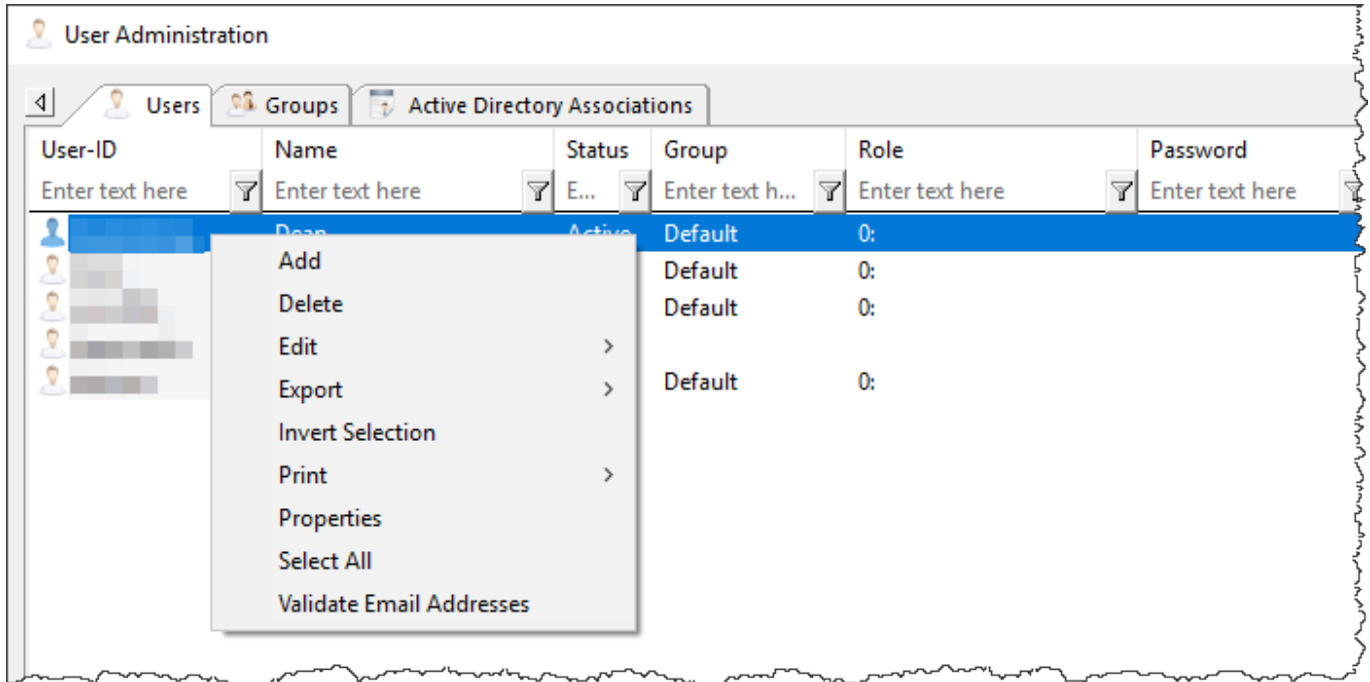 User Administration
Users Groups Active Directory Associations
User-ID Name Status Group Role Password
Enter text here Enter text here E... Enter text h... Enter text here Enter text here
Dean Active Default 0:
Add
Default 0:
Delete
Default 0:
Edit
Export
Default 0:
Invert Selection
Print
Properties
Select All
Validate Email Addresses